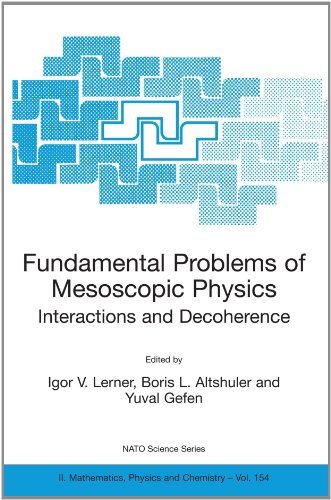 Fundamental Problems of
Mesoscopic Physics
Interactions and Decoherence
Edited by
Igor V. Lerner, Boris L. Altshuler and
Yuval Gefen
NATO Science Series
II. Mathematics, Physics and Chemistry – Vol. 154